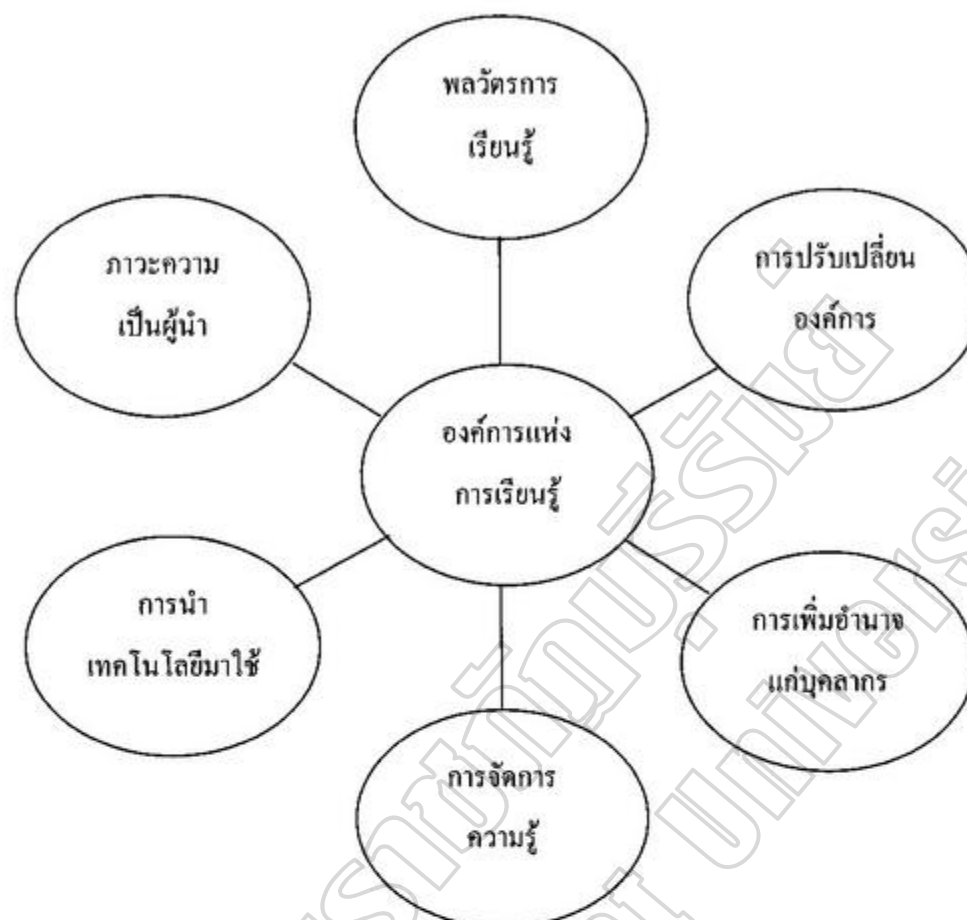 พลวัตรการ
เรียนรู้
ภาวะความ
เป็นผู้นำ
การปรับเปลี่ยน
องค์การ
องค์การแห่ง
การเรียนรู้
การนำ
เทคโนโลยีมาใช้
การเพิ่มอำนาจ
แก่บุคลากร
การจัดการ
ความรู้